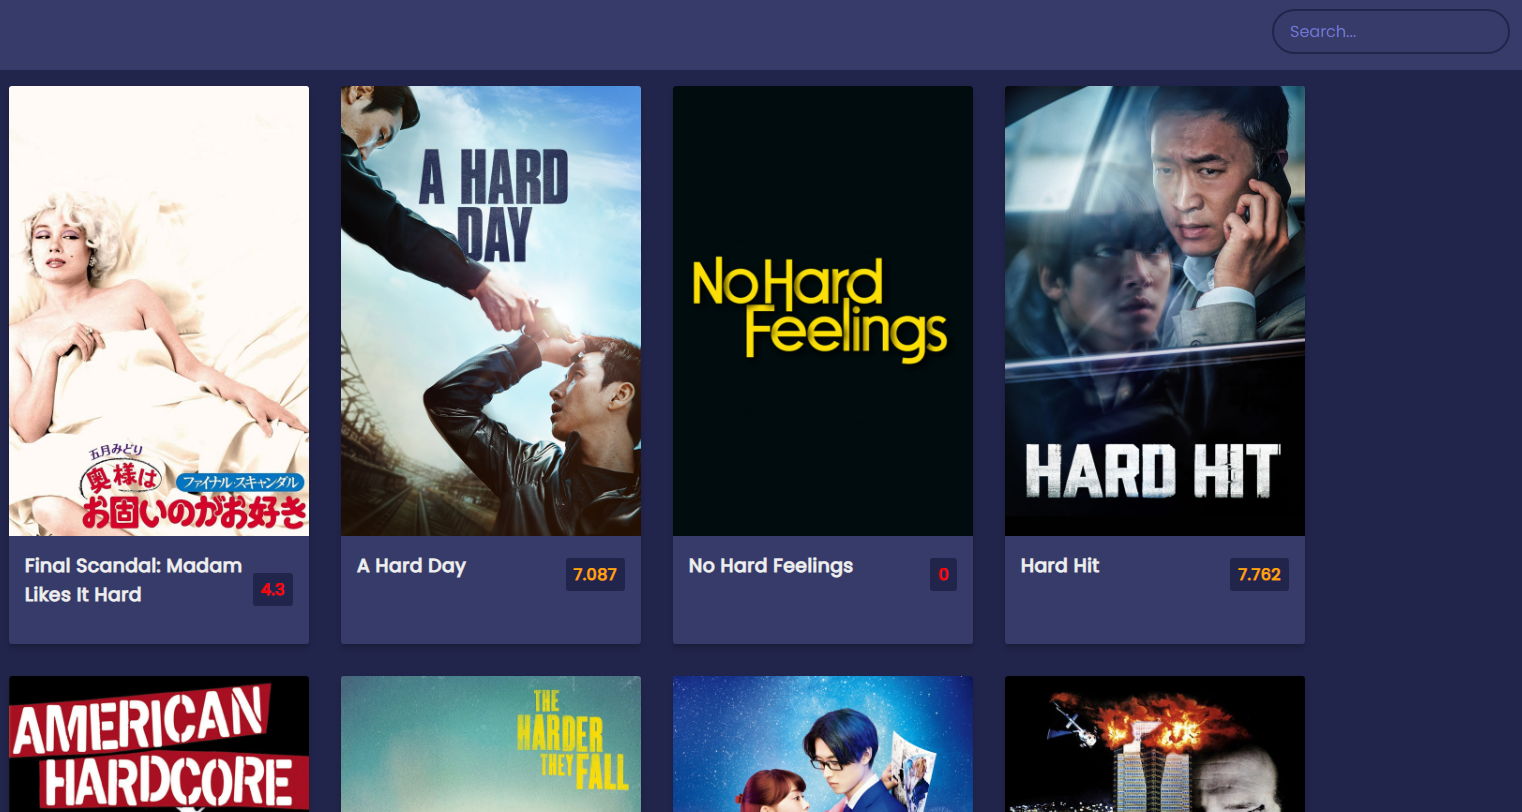 Search...
五月みどり
奥様は
ファイナル・スキャンダル
お固いのがお好き
Final Scandal: Madam
Likes It Hard
4.3
A HARD
DAY
A Hard Day
7.087
No Hard
Feelings
No Hard Feelings
0
HARD HIT
Hard Hit
7.762
AMERICAN
HARDCORE
THE
HARDER
THEY FALL